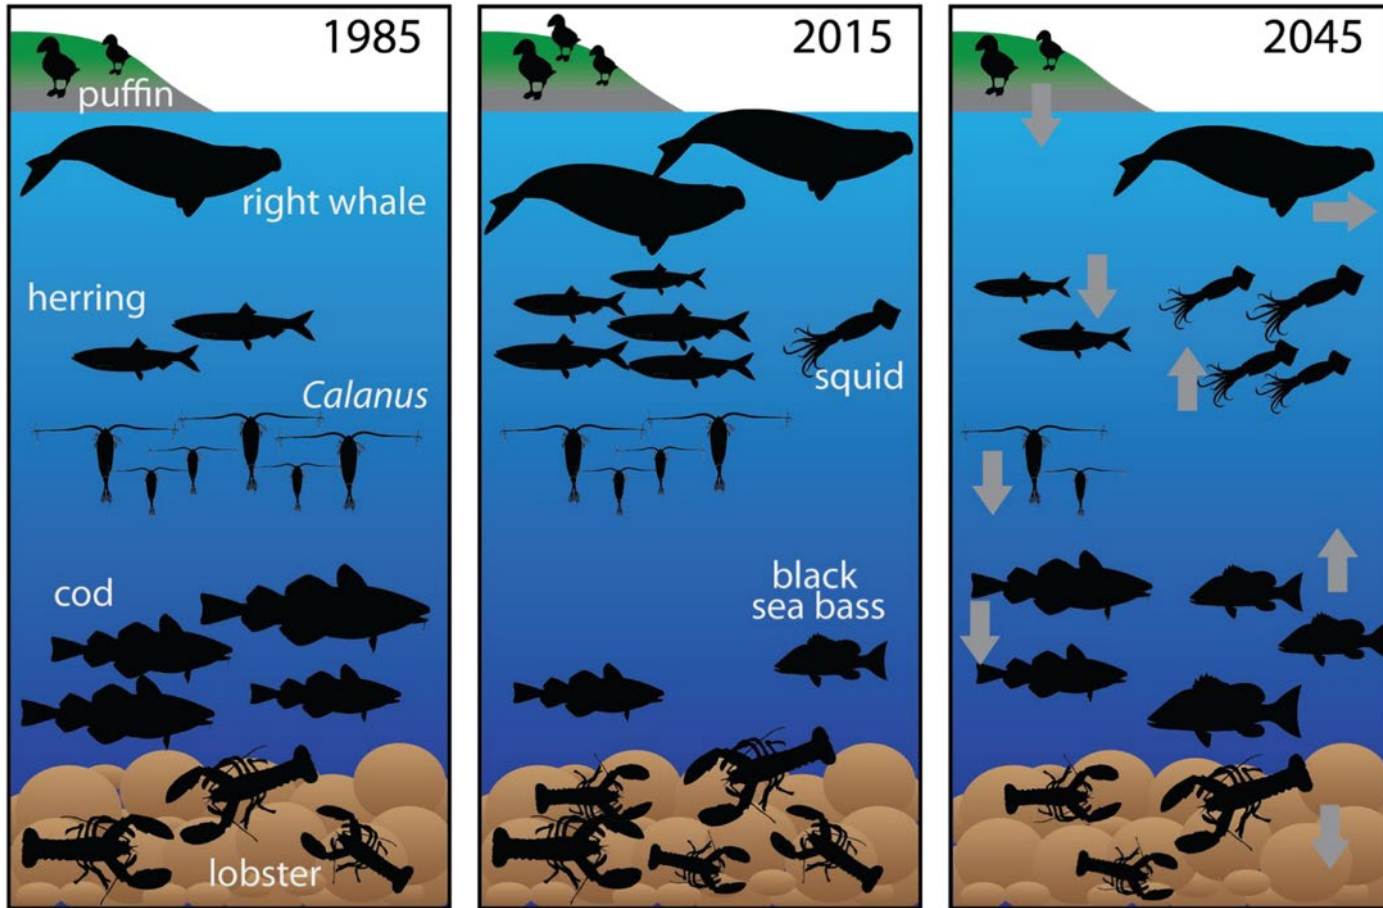 1985
puffin
right whale
herring
Calanus
cod
lobster
2015
squid
black
sea bass
2045